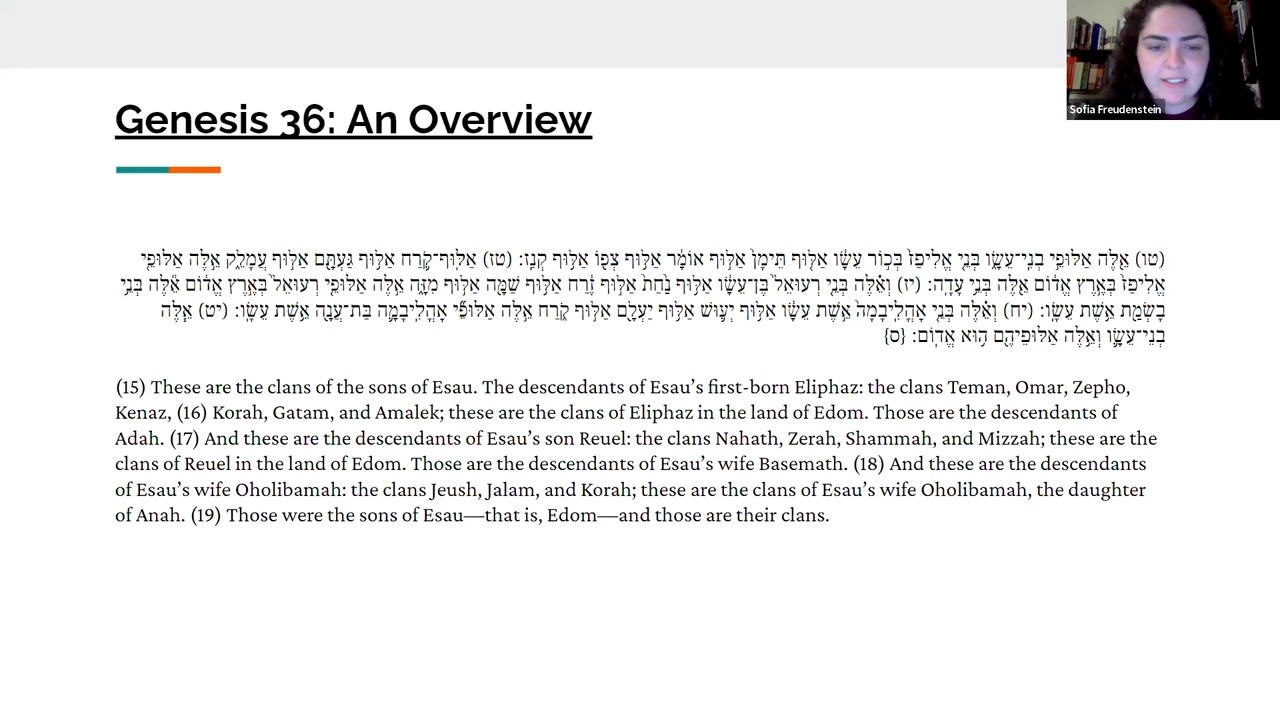 Genesis 36: An Overview
Sofia Freudenstein
(טו) אֵ֖לֶּה אַלּוּפֵ֣י בְנֵֽי־עֵשָׂ֑ו בְּנֵ֤י אֱלִיפַז֙ בְּכ֣וֹר עֵשָׂ֔ו אַלּ֤וּף תֵּימָן֙ אַלּ֣וּף אוֹמָ֔ר אַלּ֥וּף צְפ֖וֹ אַלּ֥וּף קְנַֽז׃ (טז) אַלּֽוּף־קֹ֛רַח אַלּ֥וּף גַּעְתָּ֖ם אַלּ֣וּף עֲמָלֵ֑ק אֵ֣לֶּה אַלּוּפֵ֤י
אֱלִיפַז֙ בְּאֶ֣רֶץ אֱד֔וֹם אֵ֖לֶּה בְּנֵ֥י עָדָֽה׃ (יז) וְאֵ֗לֶּה בְּנֵ֤י רְעוּאֵל֙ בֶּן־עֵשָׂ֔ו אַלּ֥וּף נַ֙חַת֙ אַלּ֣וּף זֶ֔רַח אַלּ֥וּף שַׁמָּ֖ה אַלּ֣וּף מִזָּ֑ה אֵ֣לֶּה אַלּוּפֵ֤י רְעוּאֵל֙ בְּאֶ֣רֶץ אֱד֔וֹם אֵ֕לֶּה בְּנֵ֥י
בָשְׂמַ֖ת אֵ֥שֶׁת עֵשָֽׂו׃ (יח) וְאֵ֗לֶּה בְּנֵ֤י אָהֳלִֽיבָמָה֙ אֵ֣שֶׁת עֵשָׂ֔ו אַלּ֥וּף יְע֛וּשׁ אַלּ֥וּף יַעְלָ֖ם אַלּ֣וּף קֹ֑רַח אֵ֣לֶּה אַלּוּפֵ֞י אָֽהֳלִיבָמָ֛ה בַּת־עֲנָ֖ה אֵ֥שֶׁת עֵשָֽׂו׃ (יט) אֵ֧לֶּה
בְנֵי־עֵשָׂ֛ו וְאֵ֥לֶּה אַלּוּפֵיהֶ֖ם ה֥וּא אֱדֽוֹם׃ {ס}
(15) These are the clans of the sons of Esau. The descendants of Esau’s first-born Eliphaz: the clans Teman, Omar, Zepho,
Kenaz, (16) Korah, Gatam, and Amalek; these are the clans of Eliphaz in the land of Edom. Those are the descendants of
Adah. (17) And these are the descendants of Esau’s son Reuel: the clans Nahath, Zerah, Shammah, and Mizzah; these are the
clans of Reuel in the land of Edom. Those are the descendants of Esau’s wife Basemath. (18) And these are the descendants
of Esau’s wife Oholibamah: the clans Jeush, Jalam, and Korah; these are the clans of Esau’s wife Oholibamah, the daughter
of Anah. (19) Those were the sons of Esau—that is, Edom—and those are their clans.